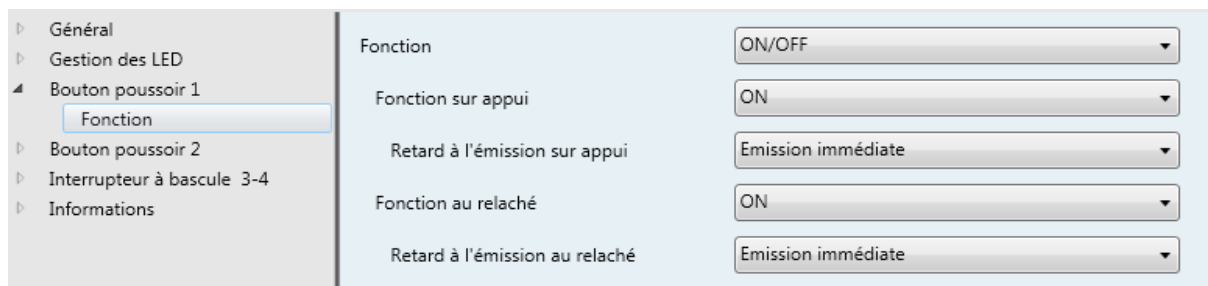 Général
Gestion des LED
Bouton poussoir 1
Fonction
Bouton poussoir 2
Interrupteur à bascule 3-4
Informations
Fonction ON/OFF
Fonction sur appui ON
Retard à l'émission sur appui Emission immédiate
Fonction au relaché ON
Retard à l'émission au relaché Emission immédiate